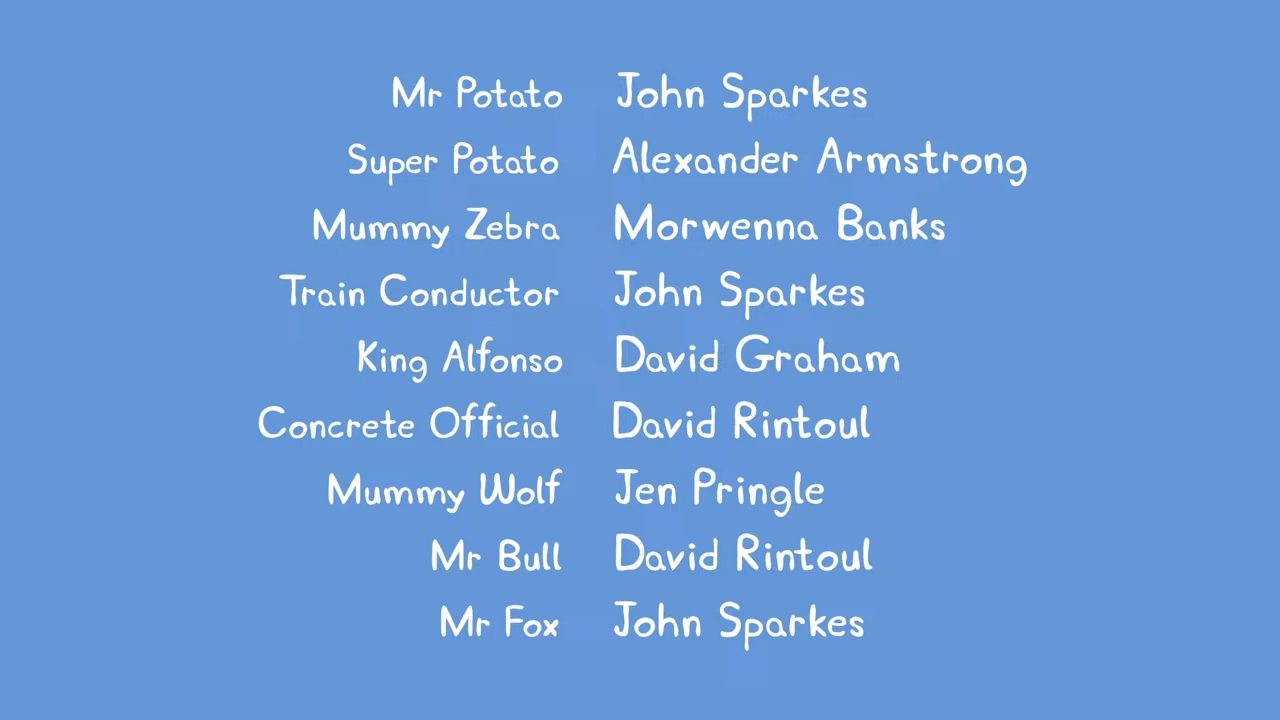 Mr Potato John Sparkes
Super Potato Alexander Armstrong
Mummy Zebra Morwenna Banks
Train Conductor John Sparkes
King Alfonso David Graham
Concrete Official David Rintoul
Mummy Wolf Jen Pringle
Mr Bull David Rintoul
Mr Fox John Sparkes